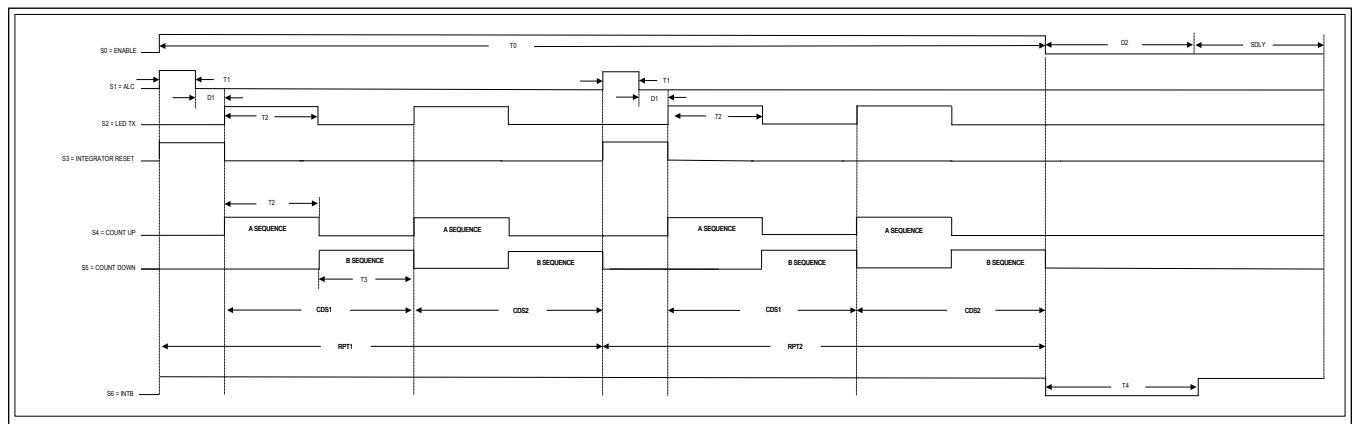 S0 = ENABLE
T0
D2
SDLY
S1 = ALC
T1
T1
D1
D1
S2 = LED TX
T2
T2
S3 = INTEGRATOR RESET
T2
S4 = COUNT UP
A SEQUENCE
A SEQUENCE
A SEQUENCE
A SEQUENCE
S5 = COUNT DOWN
B SEQUENCE
B SEQUENCE
B SEQUENCE
B SEQUENCE
T3
CDS1
CDS2
CDS1
CDS2
RPT1
RPT2
T4
S6 = INTB